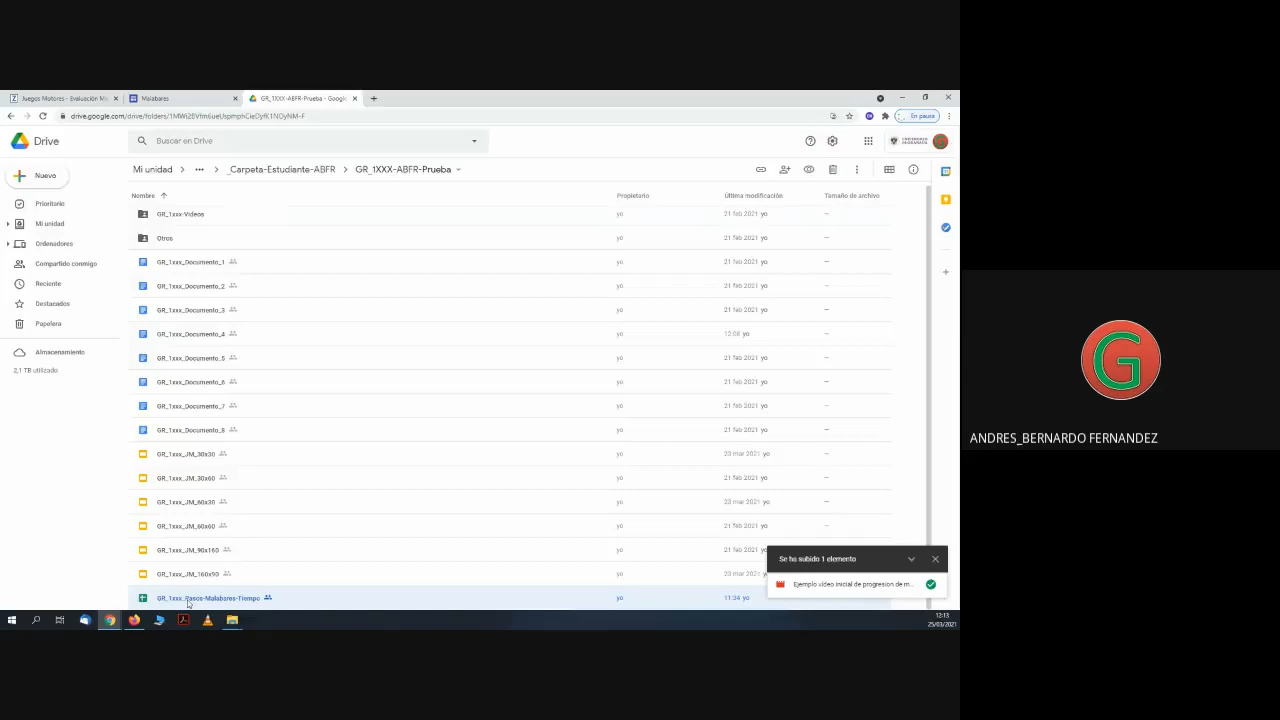 Juegos Motores - Evaluación Mi
Malabares
GR_1XXX-ABFR-Prueba - Google
drive.google.com/drive/folders/
En pausa
Drive
Buscar en Drive
Nuevo
Mi unidad
_Carpeta-Estudiante-ABFR
GR_1XXX-ABFR-Prueba
Nombre
Propietario
Última modificación
Tamaño de archivo
Prioritario
Mi unidad
Ordenadores
Compartido conmigo
Reciente
Destacados
Papelera
Almacenamiento
2,1 TB utilizado
GR_1xxx-Videos yo 21 feb 2021 yo —
Otros yo 21 feb 2021 yo —
GR_1xxx_Documento_1 yo 21 feb 2021 yo —
GR_1xxx_Documento_2 yo 21 feb 2021 yo —
GR_1xxx_Documento_3 yo 21 feb 2021 yo —
GR_1xxx_Documento_4 yo 12:08 yo —
GR_1xxx_Documento_5 yo 21 feb 2021 yo —
GR_1xxx_Documento_6 yo 21 feb 2021 yo —
GR_1xxx_Documento_7 yo 21 feb 2021 yo —
GR_1xxx_Documento_8 yo 21 feb 2021 yo —
GR_1xxx_JM_30x30 yo 23 mar 2021 yo —
GR_1xxx_JM_30x60 yo 21 feb 2021 yo —
GR_1xxx_JM_60x30 yo 23 mar 2021 yo —
GR_1xxx_JM_60x60 yo 21 feb 2021 yo —
GR_1xxx_JM_90x160 yo 21 feb 2021 yo
GR_1xxx_JM_160x90 yo 23 mar 2021
GR_1xxx_Pasos-Malabares-Tiempo yo 11:34 yo
Se ha subido 1 elemento
Ejemplo vídeo inicial de progresion de m...
12:13
25/03/2021
G
ANDRES_BERNARDO FERNANDEZ